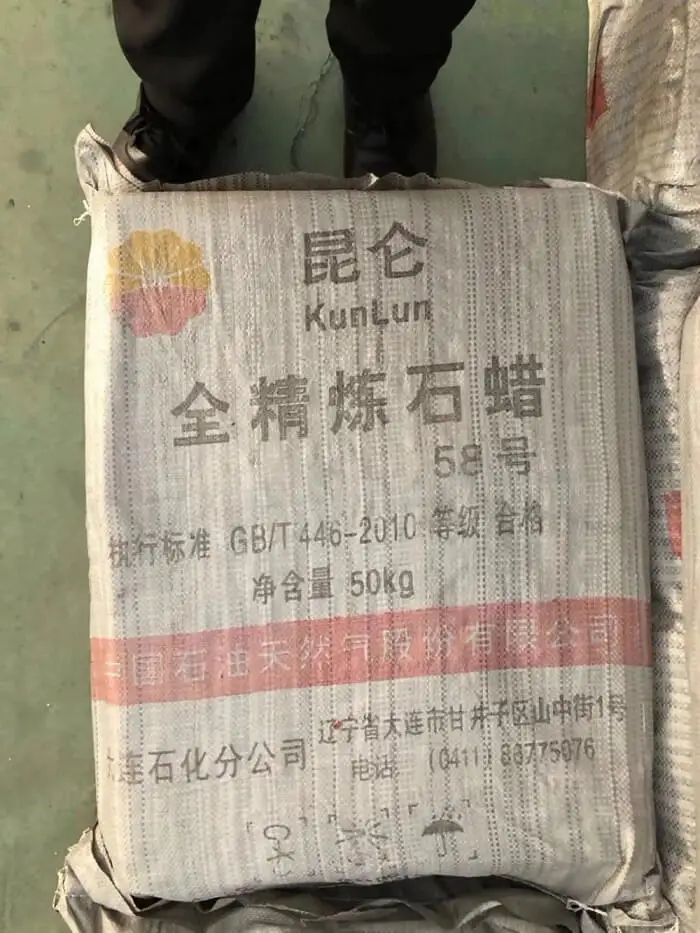 昆仑
KunLun
全精炼石蜡
58号
执行标准 GB/T 446-2010 等级 合格
净含量 50kg
中国石油天然气股份有限公司
大连石化分公司
辽宁省大连市甘井子区山中街1号
电话: (0411) 86775076